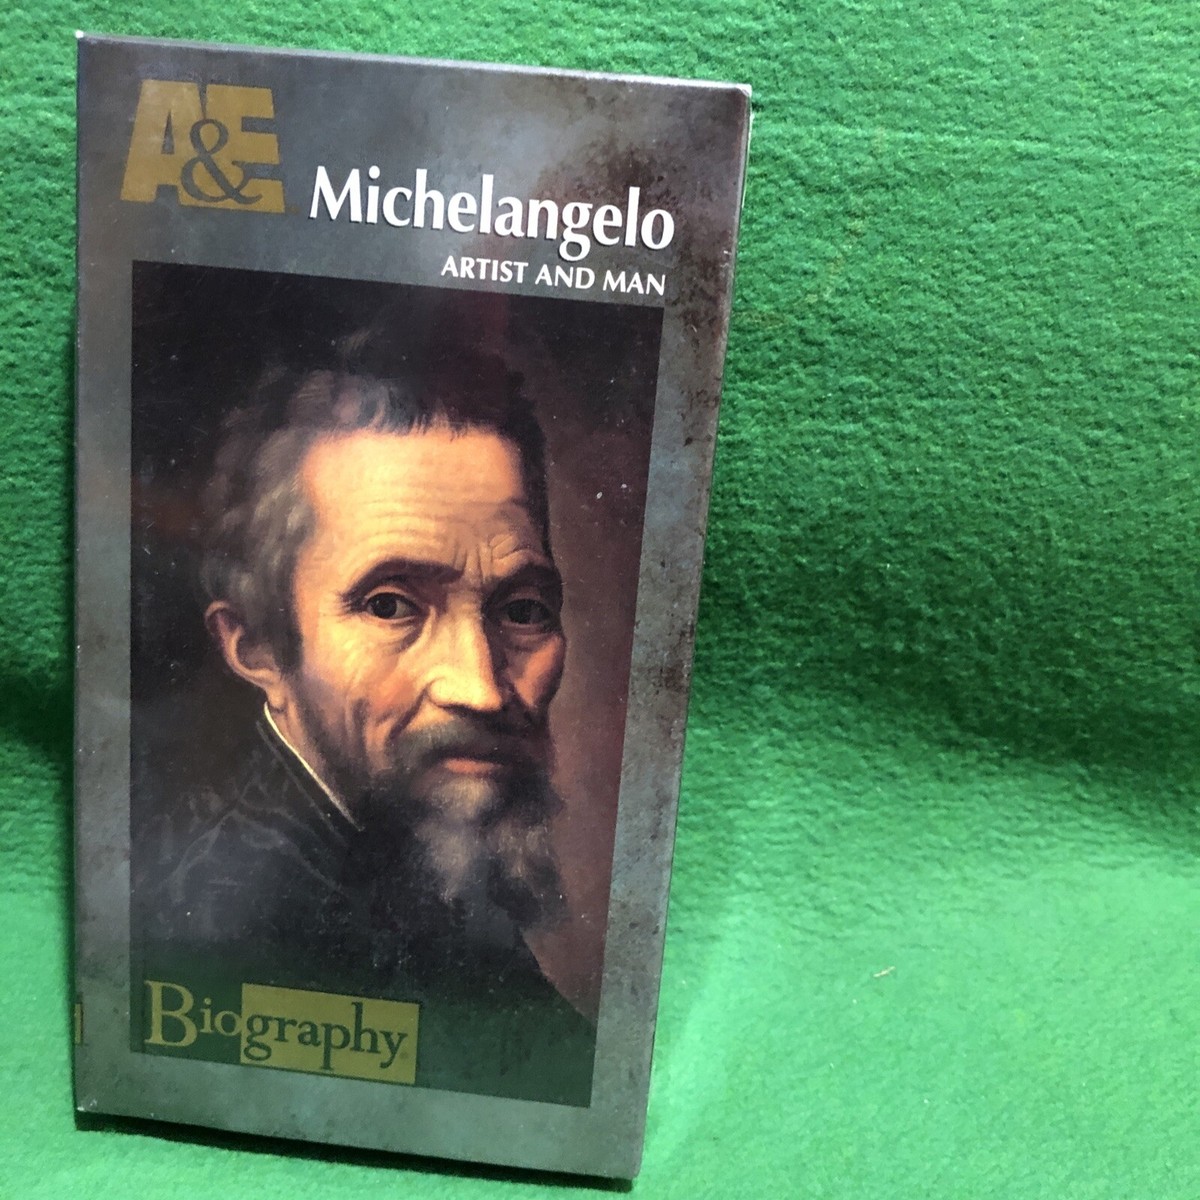 A&E
Michelangelo
ARTIST AND MAN
Biography